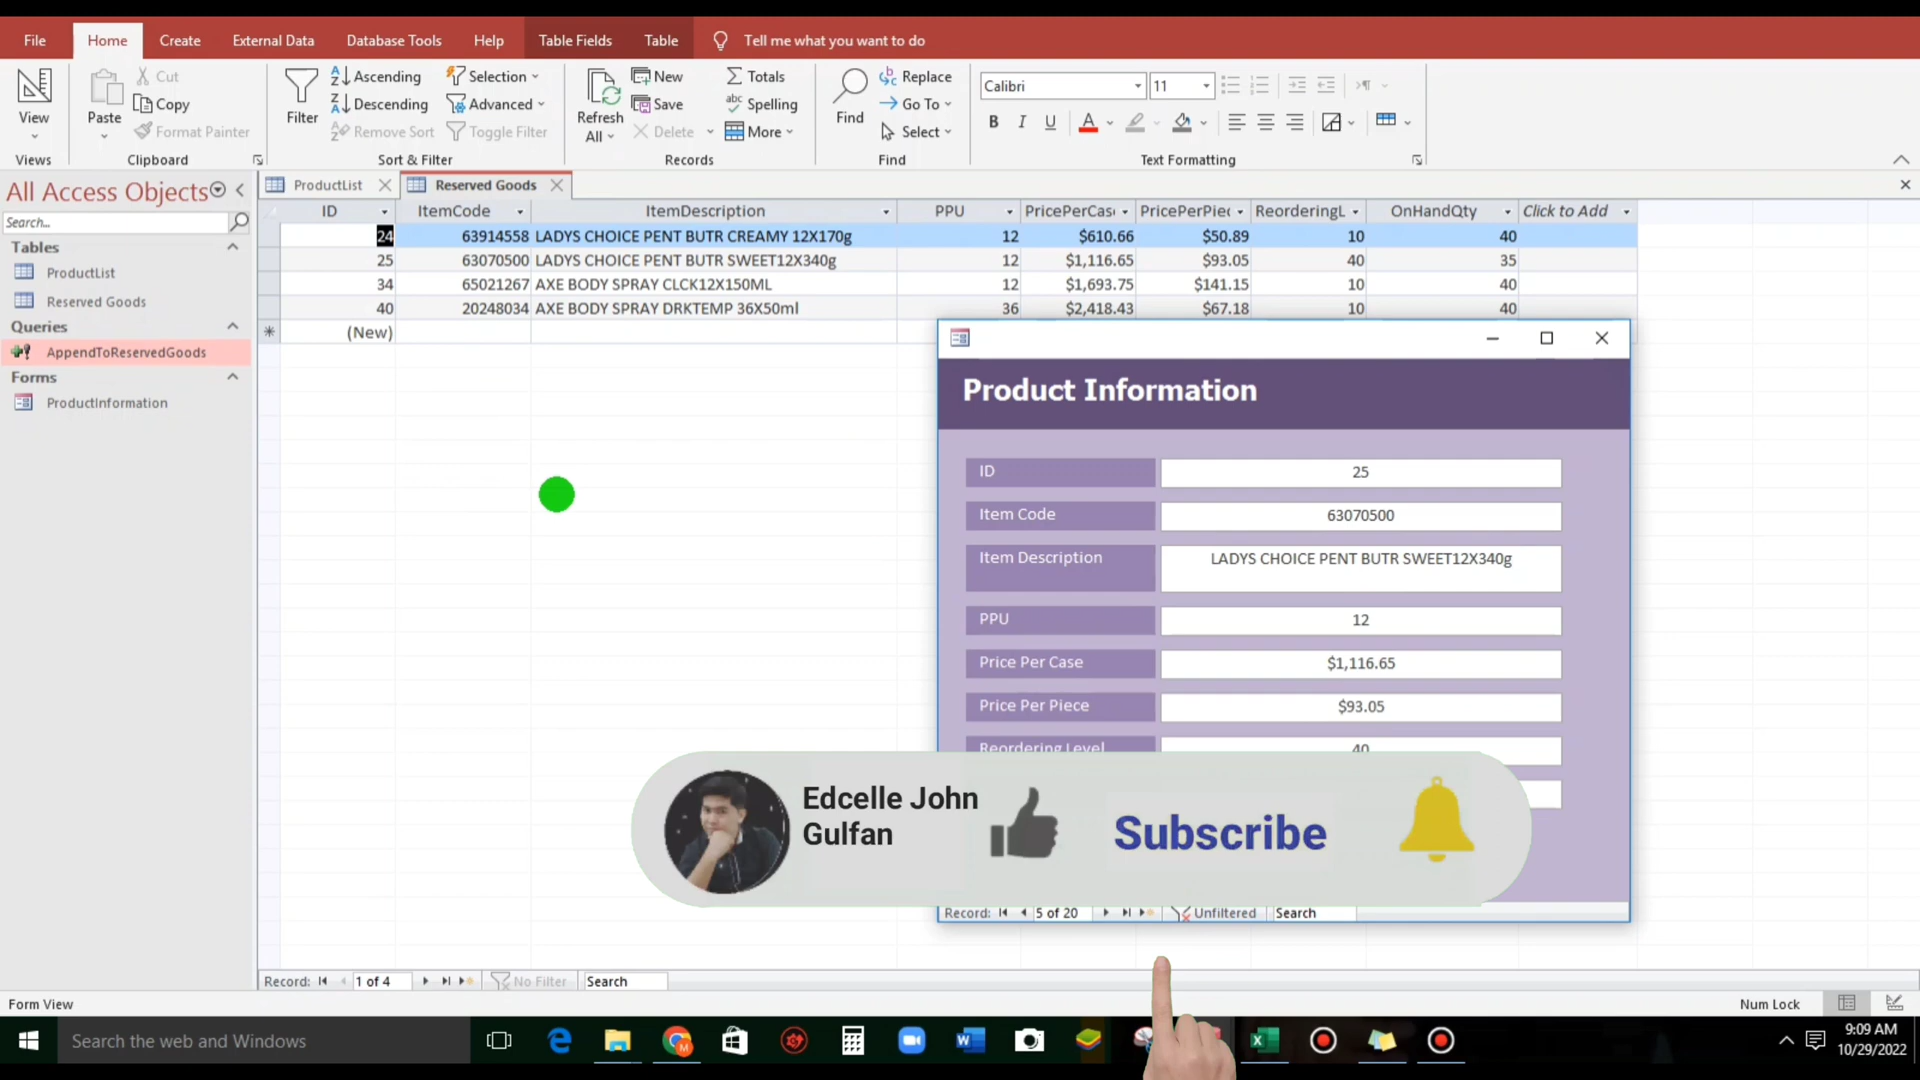 File Home Create External Data Database Tools Help Table Fields Table Tell me what you want to do
View
Views
Paste
Cut
Copy
Format Painter
Clipboard
Filter
Ascending
Descending
Remove Sort
Selection
Advanced
Toggle Filter
Sort & Filter
Refresh
All
New
Save
Delete
Totals
Spelling
More
Records
Find
Replace
Go To
Select
Find
Calibri 11
B I U A
Text Formatting
All Access Objects
Search...
Tables
ProductList
Reserved Goods
Queries
AppendToReservedGoods
Forms
ProductInformation
ProductList Reserved Goods
ID ItemCode ItemDescription PPU PricePerCas PricePerPiec ReorderingL OnHandQty Click to Add
24 63914558 LADYS CHOICE PENT BUTR CREAMY 12X170g 12 $610.66 $50.89 10 40
25 63070500 LADYS CHOICE PENT BUTR SWEET12X340g 12 $1,116.65 $93.05 40 35
34 65021267 AXE BODY SPRAY CLCK12X150ML 12 $1,693.75 $141.15 10 40
40 20248034 AXE BODY SPRAY DRKTEMP 36X50ml 36 $2,418.43 $67.18 10 40
(New)
Product Information
ID 25
Item Code 63070500
Item Description LADYS CHOICE PENT BUTR SWEET12X340g
PPU 12
Price Per Case $1,116.65
Price Per Piece $93.05
Reordering Level 40
Edcelle John
Gulfan
Subscribe
Record: 5 of 20 Unfiltered Search
Record: 1 of 4 No Filter Search
Form View Num Lock
Search the web and Windows
9:09 AM
10/29/2022